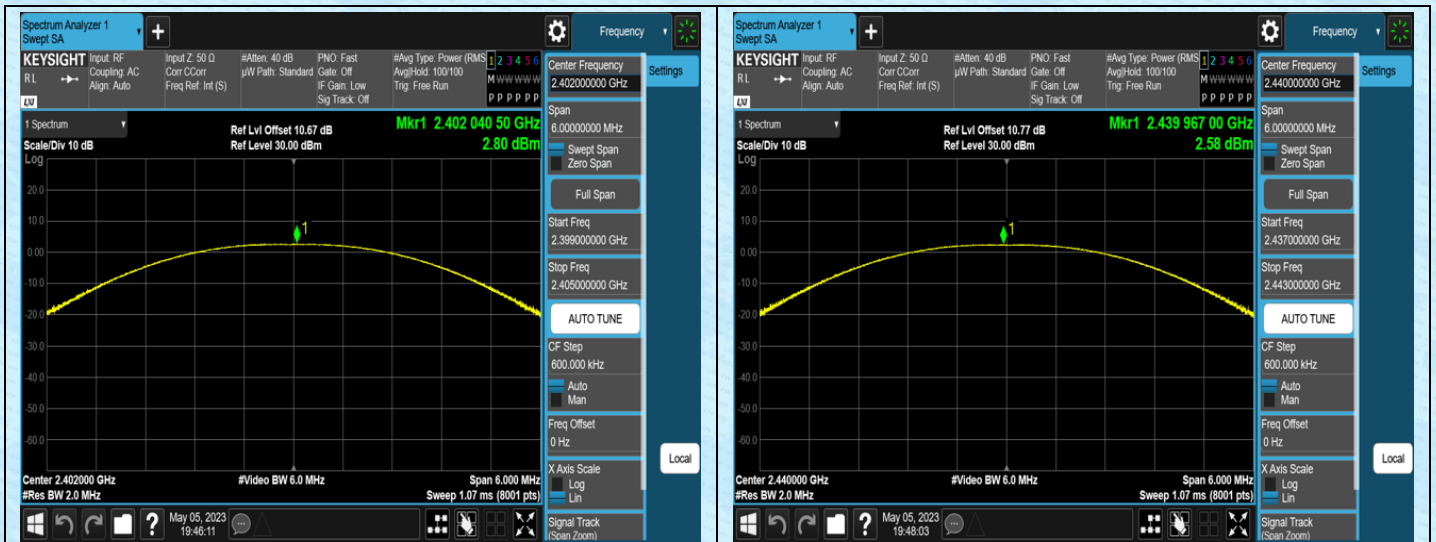 Spectrum Analyzer 1
Swept SA
+
Frequency
KEYSIGHT
RL
LXI
Input: RF
Coupling: AC
Align: Auto
Input Z: 50 Ω
Corr CCorr
Freq Ref: Int (S)
#Atten: 40 dB
µW Path: Standard
PNO: Fast
Gate: Off
IF Gain: Low
Sig Track: Off
#Avg Type: Power (RMS
Avg|Hold: 100/100
Trig: Free Run
1 2 3 4 5 6
M W W W W W
P P P P P P
Center Frequency
2.402000000 GHz
Settings
Span
6.00000000 MHz
Swept Span
Zero Span
Full Span
Start Freq
2.399000000 GHz
Stop Freq
2.405000000 GHz
AUTO TUNE
CF Step
600.000 kHz
Auto
Man
Freq Offset
0 Hz
X Axis Scale
Log
Lin
Signal Track
(Span Zoom)
Local
1 Spectrum
Scale/Div 10 dB
Log
Ref Lvl Offset 10.67 dB
Ref Level 30.00 dBm
Mkr1 2.402 040 50 GHz
2.80 dBm
20.0
10.0
1
0.00
-10.0
-20.0
-30.0
-40.0
-50.0
-60.0
Center 2.402000 GHz
#Res BW 2.0 MHz
#Video BW 6.0 MHz
Span 6.000 MHz
Sweep 1.07 ms (8001 pts)
?
May 05, 2023
19:46:11
Spectrum Analyzer 1
Swept SA
+
Frequency
KEYSIGHT
RL
LXI
Input: RF
Coupling: AC
Align: Auto
Input Z: 50 Ω
Corr CCorr
Freq Ref: Int (S)
#Atten: 40 dB
µW Path: Standard
PNO: Fast
Gate: Off
IF Gain: Low
Sig Track: Off
#Avg Type: Power (RMS
Avg|Hold: 100/100
Trig: Free Run
1 2 3 4 5 6
M W W W W W
P P P P P P
Center Frequency
2.440000000 GHz
Settings
Span
6.00000000 MHz
Swept Span
Zero Span
Full Span
Start Freq
2.437000000 GHz
Stop Freq
2.443000000 GHz
AUTO TUNE
CF Step
600.000 kHz
Auto
Man
Freq Offset
0 Hz
X Axis Scale
Log
Lin
Signal Track
(Span Zoom)
Local
1 Spectrum
Scale/Div 10 dB
Log
Ref Lvl Offset 10.77 dB
Ref Level 30.00 dBm
Mkr1 2.439 967 00 GHz
2.58 dBm
20.0
10.0
1
0.00
-10.0
-20.0
-30.0
-40.0
-50.0
-60.0
Center 2.440000 GHz
#Res BW 2.0 MHz
#Video BW 6.0 MHz
Span 6.000 MHz
Sweep 1.07 ms (8001 pts)
?
May 05, 2023
19:48:03